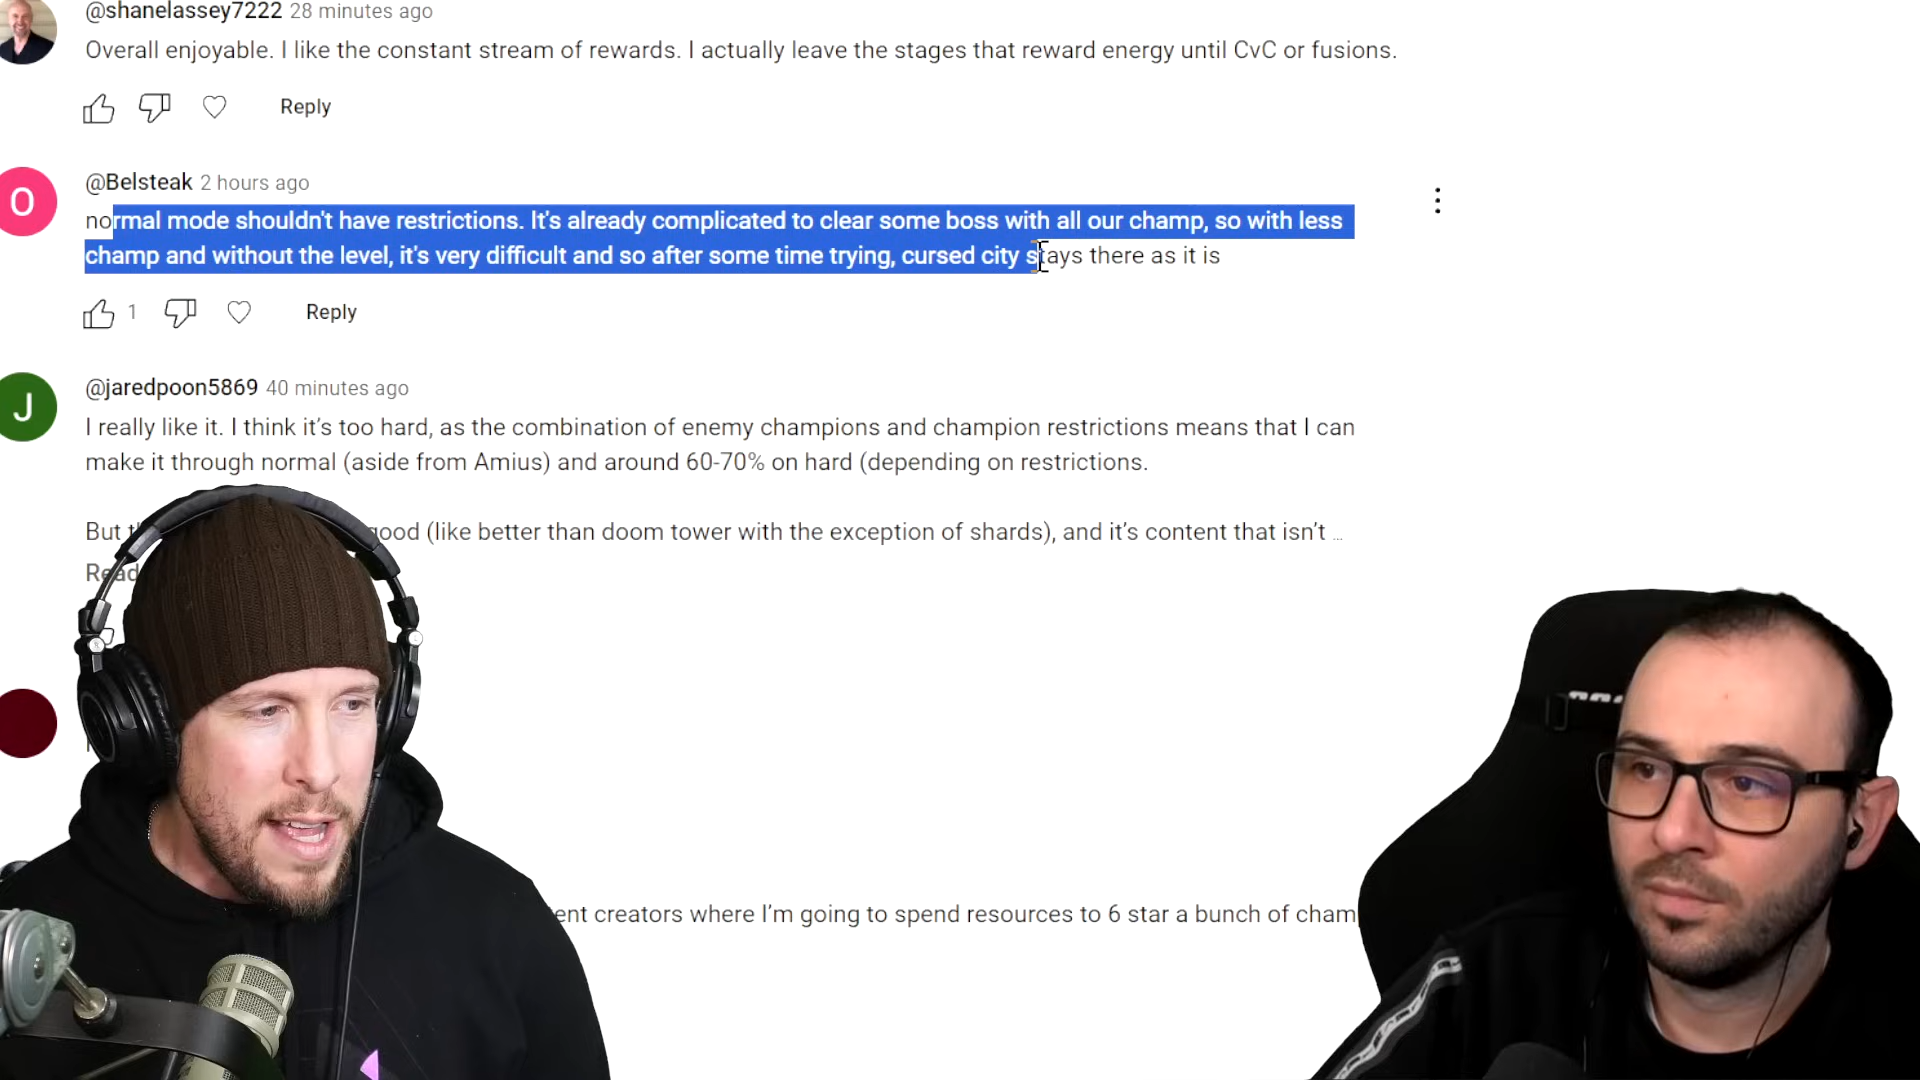 @shanelassey7222 28 minutes ago
Overall enjoyable. I like the constant stream of rewards. I actually leave the stages that reward energy until CvC or fusions.
Reply
O
@Belsteak 2 hours ago
normal mode shouldn't have restrictions. It's already complicated to clear some boss with all our champ, so with less
champ and without the level, it's very difficult and so after some time trying, cursed city stays there as it is
1 Reply
J
@jaredpoon5869 40 minutes ago
I really like it. I think it’s too hard, as the combination of enemy champions and champion restrictions means that I can
make it through normal (aside from Amius) and around 60-70% on hard (depending on restrictions.
But good (like better than doom tower with the exception of shards), and it’s content that isn’t ...
Read
creators where I’m going to spend resources to 6 star a bunch of